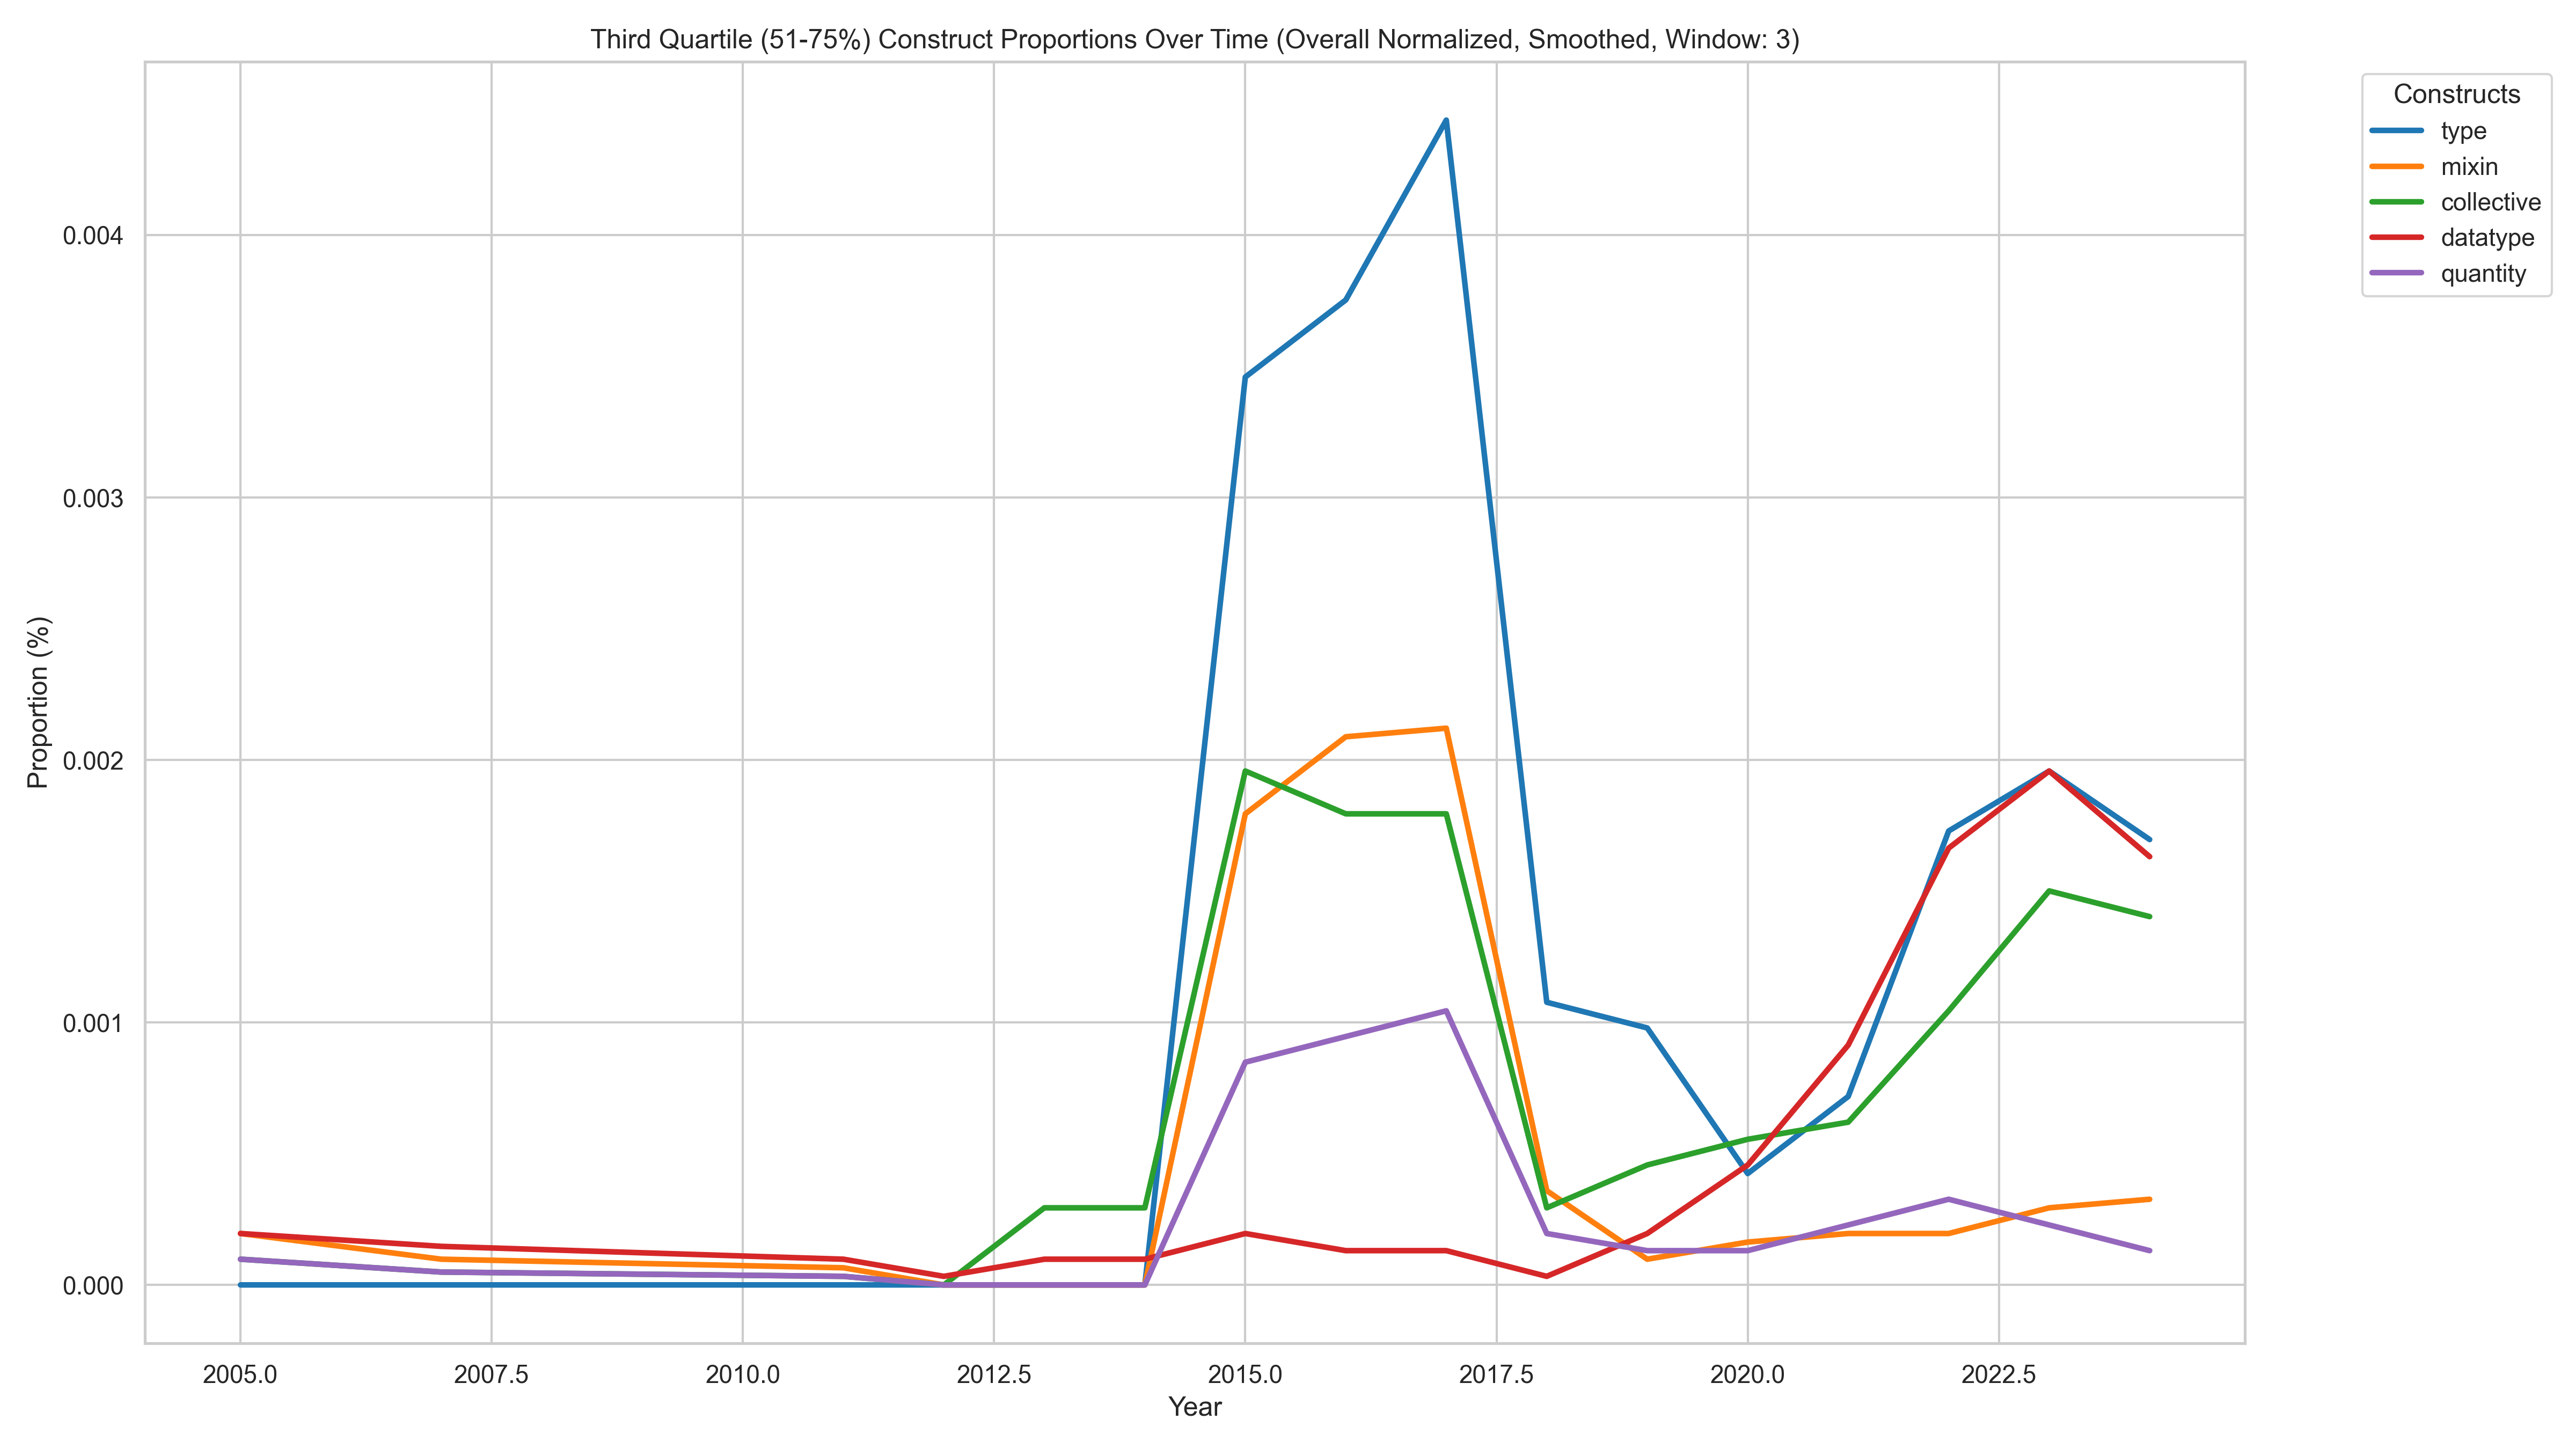 Third Quartile (51-75%) Construct Proportions Over Time (Overall Normalized, Smoothed, Window: 3)
Constructs
type
mixin
collective
datatype
quantity
Proportion (%)
0.004
0.003
0.002
0.001
0.000
2005.0 2007.5 2010.0 2012.5 2015.0 2017.5 2020.0 2022.5
Year